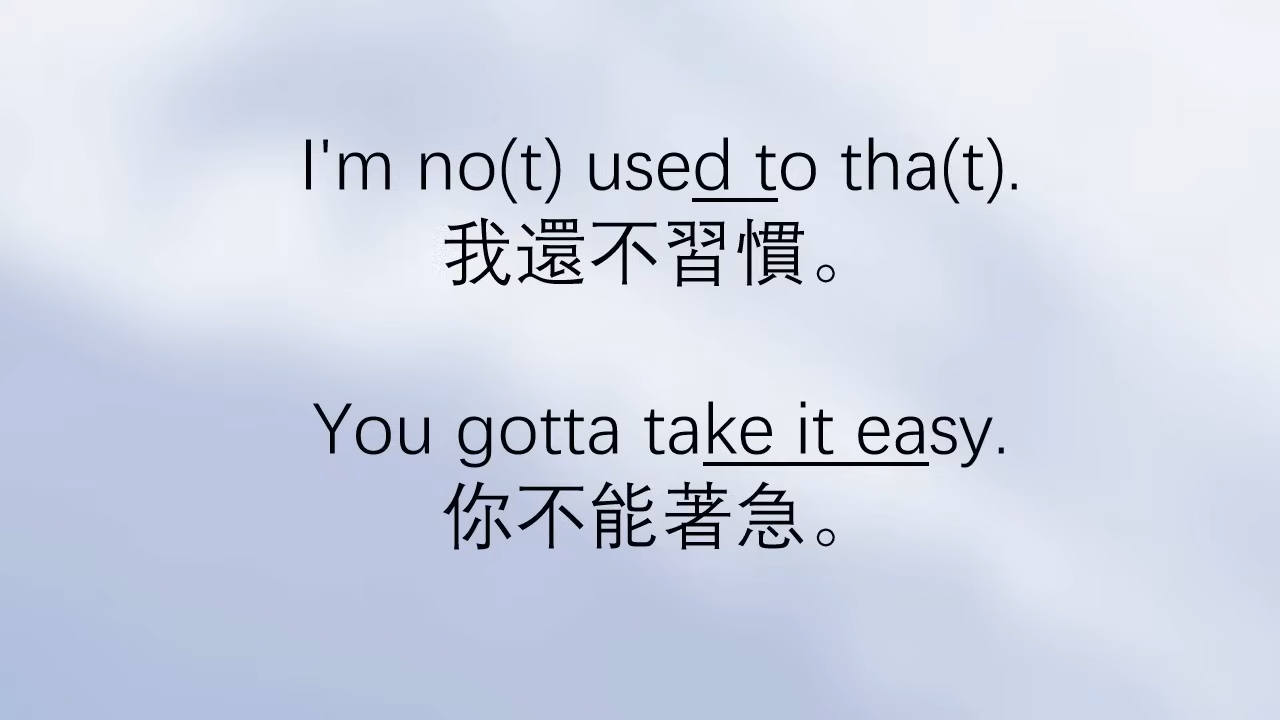 I'm no(t) used to tha(t).
我還不習慣。
You gotta take it easy.
你不能著急。